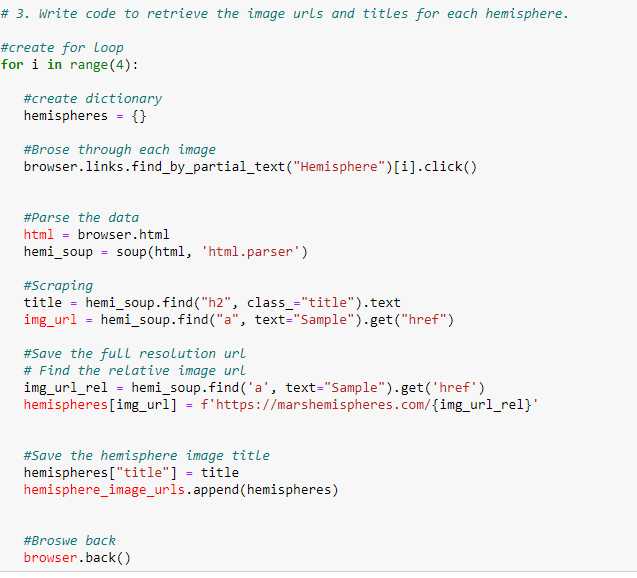 # 3. Write code to retrieve the image urls and titles for each hemisphere.
#create for loop
for i in range(4):
#create dictionary
hemispheres = {}
#Brose through each image
browser.links.find_by_partial_text("Hemisphere")[i].click()
#Parse the data
html = browser.html
hemi_soup = soup(html, 'html.parser')
#Scraping
title = hemi_soup.find("h2", class_="title").text
img_url = hemi_soup.find("a", text="Sample").get("href")
#Save the full resolution url
# Find the relative image url
img_url_rel = hemi_soup.find('a', text="Sample").get('href')
hemispheres[img_url] = f'https://marshemispheres.com/{img_url_rel}'
#Save the hemisphere image title
hemispheres["title"] = title
hemisphere_image_urls.append(hemispheres)
#Broswe back
browser.back()